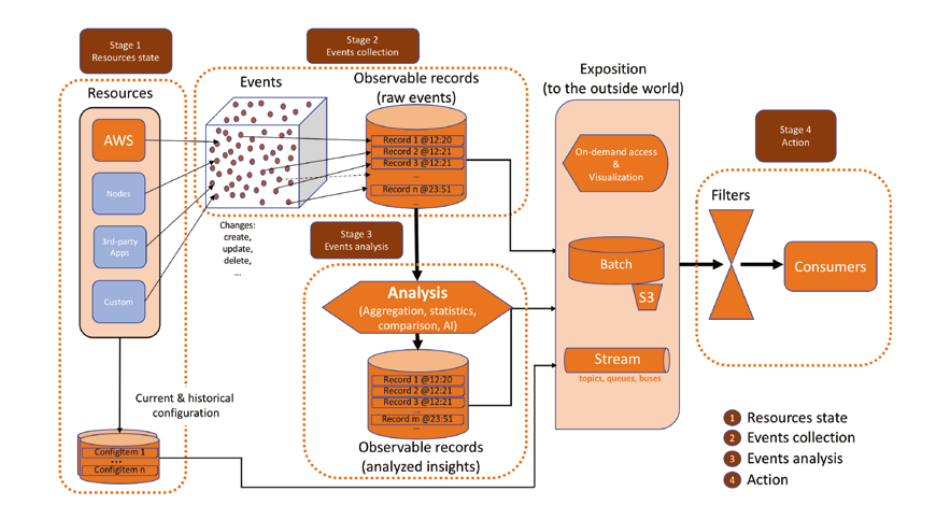 Stage 1
Resources state
Resources
AWS
Nodes
3rd-party
Apps
Custom
Current & historical
configuration
ConfigItem 1
...
ConfigItem n
Stage 2
Events collection
Events
Changes:
create,
update,
delete,
...
Observable records
(raw events)
Record 1 @12:20
Record 2 @12:21
Record 3 @12:21
...
Record n @23:51
...
Stage 3
Events analysis
Analysis
(Aggregation, statistics,
comparison, AI)
Record 1 @12:20
Record 2 @12:21
Record 3 @12:21
...
Record m @23:51
...
Observable records
(analyzed insights)
Exposition
(to the outside world)
On-demand access
&
Visualization
Batch
S3
Stream
topics, queues, buses
Stage 4
Action
Filters
Consumers
1 Resources state
2 Events collection
3 Events analysis
4 Action